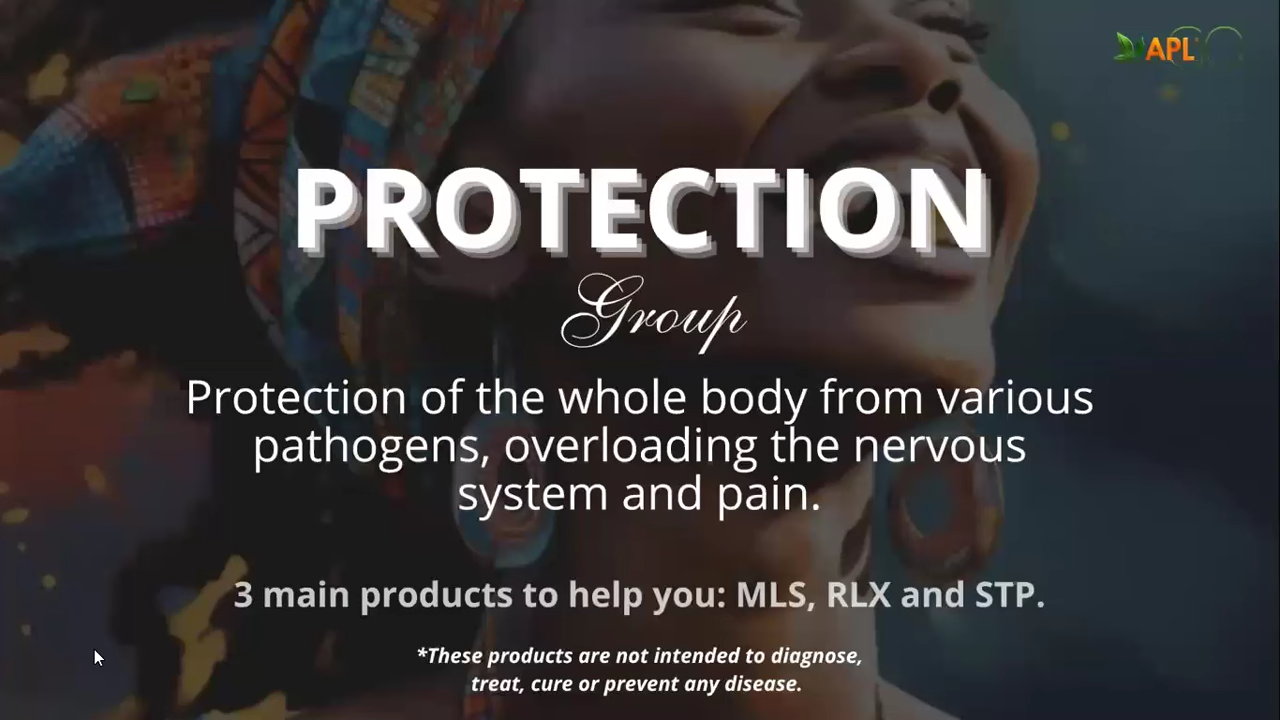 APL GO
PROTECTION
Group
Protection of the whole body from various
pathogens, overloading the nervous
system and pain.
3 main products to help you: MLS, RLX and STP.
*These products are not intended to diagnose,
treat, cure or prevent any disease.